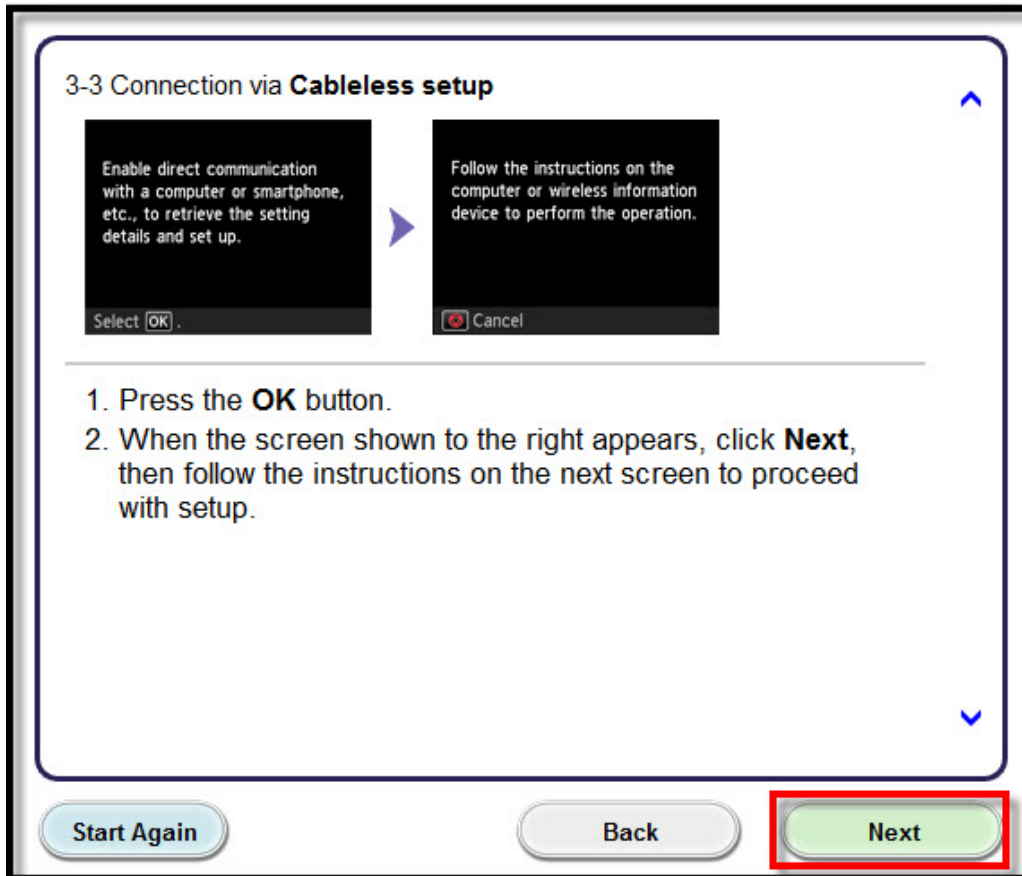 3-3 Connection via Cableless setup
Enable direct communication
with a computer or smartphone,
etc., to retrieve the setting
details and set up.
Select OK .
Follow the instructions on the
computer or wireless information
device to perform the operation.
Cancel
1. Press the OK button.
2. When the screen shown to the right appears, click Next,
then follow the instructions on the next screen to proceed
with setup.
Start Again
Back
Next